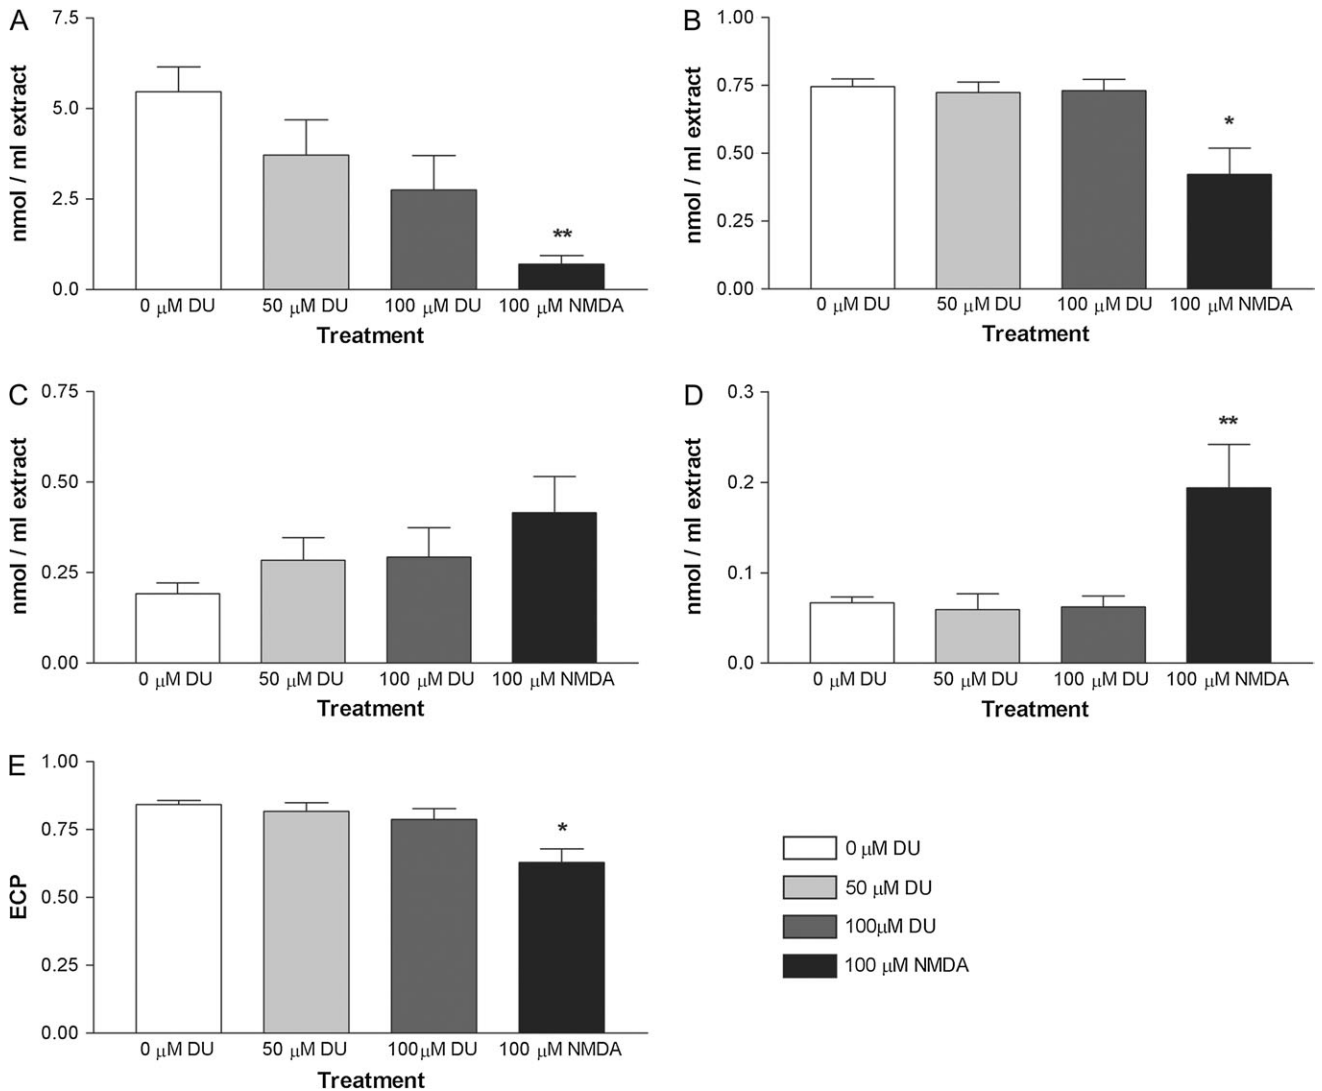 A
7.5
5.0
2.5
0.0
nmol / ml extract
**
0 μM DU 50 μM DU 100 μM DU 100 μM NMDA
Treatment
B
1.00
0.75
0.50
0.25
0.00
nmol / ml extract
*
0 μM DU 50 μM DU 100 μM DU 100 μM NMDA
Treatment
C
0.75
0.50
0.25
0.00
nmol / ml extract
0 μM DU 50 μM DU 100 μM DU 100 μM NMDA
Treatment
D
0.3
0.2
0.1
0.0
nmol / ml extract
**
0 μM DU 50 μM DU 100 μM DU 100 μM NMDA
Treatment
E
1.00
0.75
0.50
0.25
0.00
ECP
*
0 μM DU 50 μM DU 100μM DU 100 μM NMDA
Treatment
0 μM DU
50 μM DU
100μM DU
100 μM NMDA